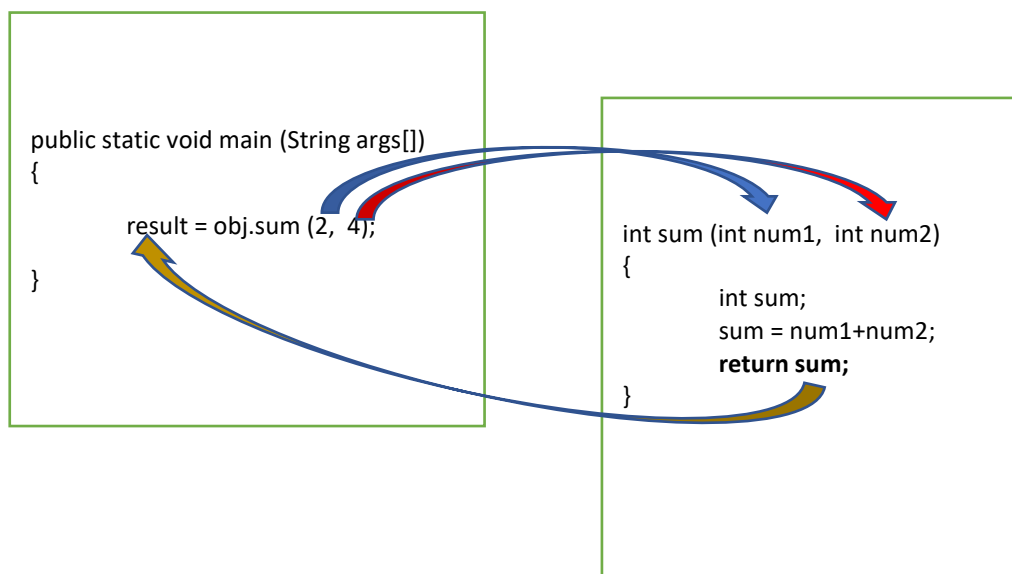 public static void main (String args[])
{
result = obj.sum (2, 4);
}
int sum (int num1, int num2)
{
int sum;
sum = num1+num2;
return sum;
}